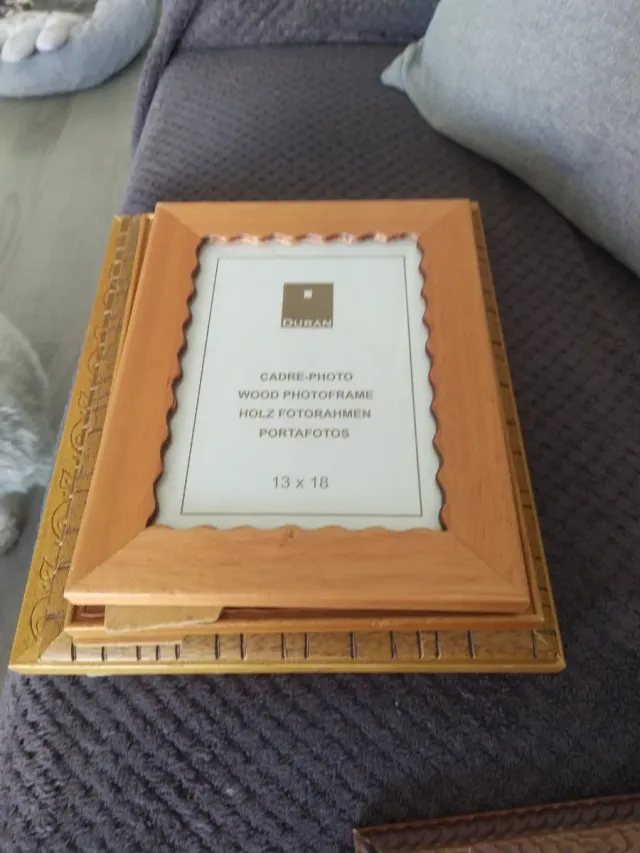 DURAN
CADRE-PHOTO
WOOD PHOTOFRAME
HOLZ FOTORAHMEN
PORTAFOTOS
13 x 18